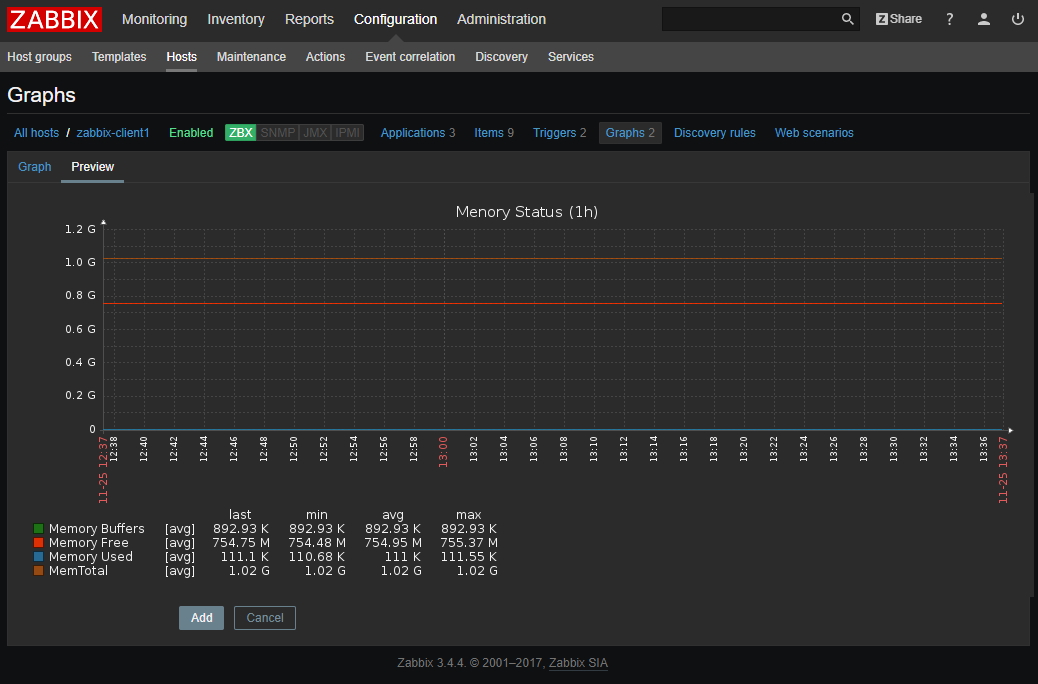 ZABBIX Monitoring Inventory Reports Configuration Administration Z Share ?
Host groups Templates Hosts Maintenance Actions Event correlation Discovery Services
Graphs
All hosts / zabbix-client1 Enabled ZBX SNMP JMX IPMI Applications 3 Items 9 Triggers 2 Graphs 2 Discovery rules Web scenarios
Graph Preview
Menory Status (1h)
1.2 G
1.0 G
0.8 G
0.6 G
0.4 G
0.2 G
0
11-25 12:37 12:38 12:40 12:42 12:44 12:46 12:48 12:50 12:52 12:54 12:56 12:58 13:00 13:02 13:04 13:06 13:08 13:10 13:12 13:14 13:16 13:18 13:20 13:22 13:24 13:26 13:28 13:30 13:32 13:34 13:36 11-25 13:37
last min avg max
Memory Buffers [avg] 892.93 K 892.93 K 892.93 K 892.93 K
Memory Free [avg] 754.75 M 754.48 M 754.95 M 755.37 M
Memory Used [avg] 111.1 K 110.68 K 111 K 111.55 K
MemTotal [avg] 1.02 G 1.02 G 1.02 G 1.02 G
Add Cancel
Zabbix 3.4.4. © 2001–2017, Zabbix SIA